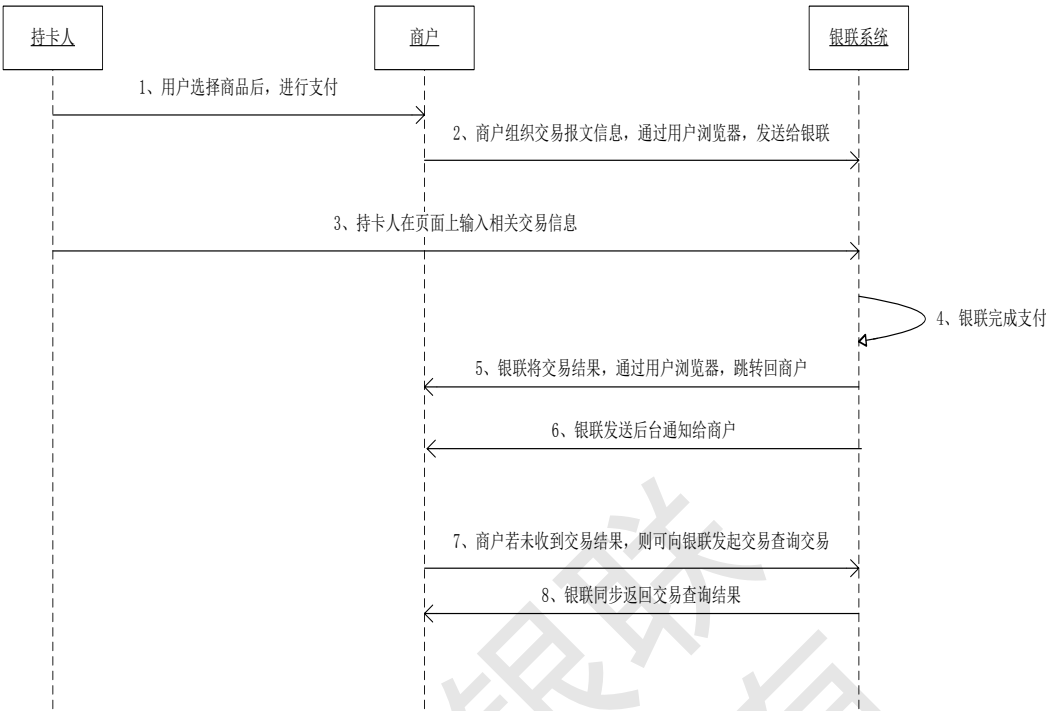 持卡人
商户
银联系统
1、用户选择商品后，进行支付
2、商户组织交易报文信息，通过用户浏览器，发送给银联
3、持卡人在页面上输入相关交易信息
4、银联完成支付
5、银联将交易结果，通过用户浏览器，跳转回商户
6、银联发送后台通知给商户
7、商户若未收到交易结果，则可向银联发起交易查询交易
8、银联同步返回交易查询结果
银联